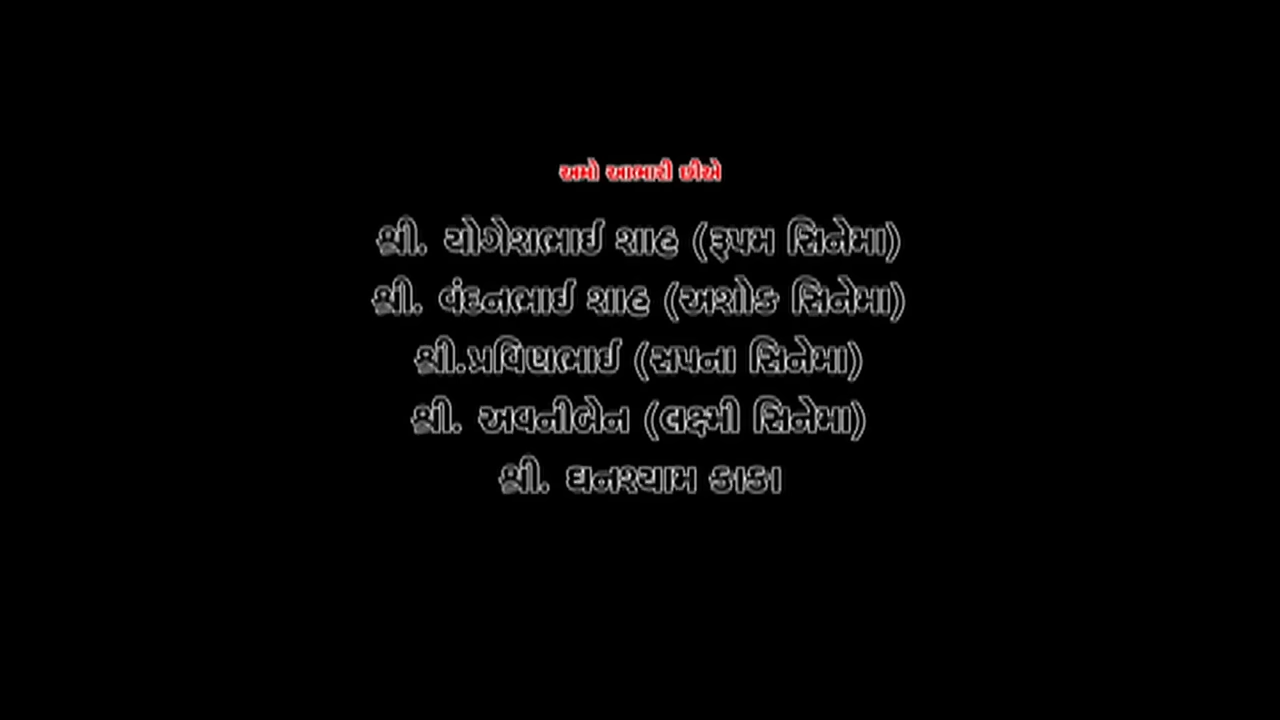 અમો આભારી છીએ
શ્રી. યોગેશભાઈ શાહ (રૂપમ સિનેમા)
શ્રી. વંદનભાઈ શાહ (અશોક સિનેમા)
શ્રી.પ્રવિણભાઈ (સપના સિનેમા)
શ્રી. અવનીબેન (લક્ષ્મી સિનેમા)
શ્રી. ઘનશ્યામ કાકા